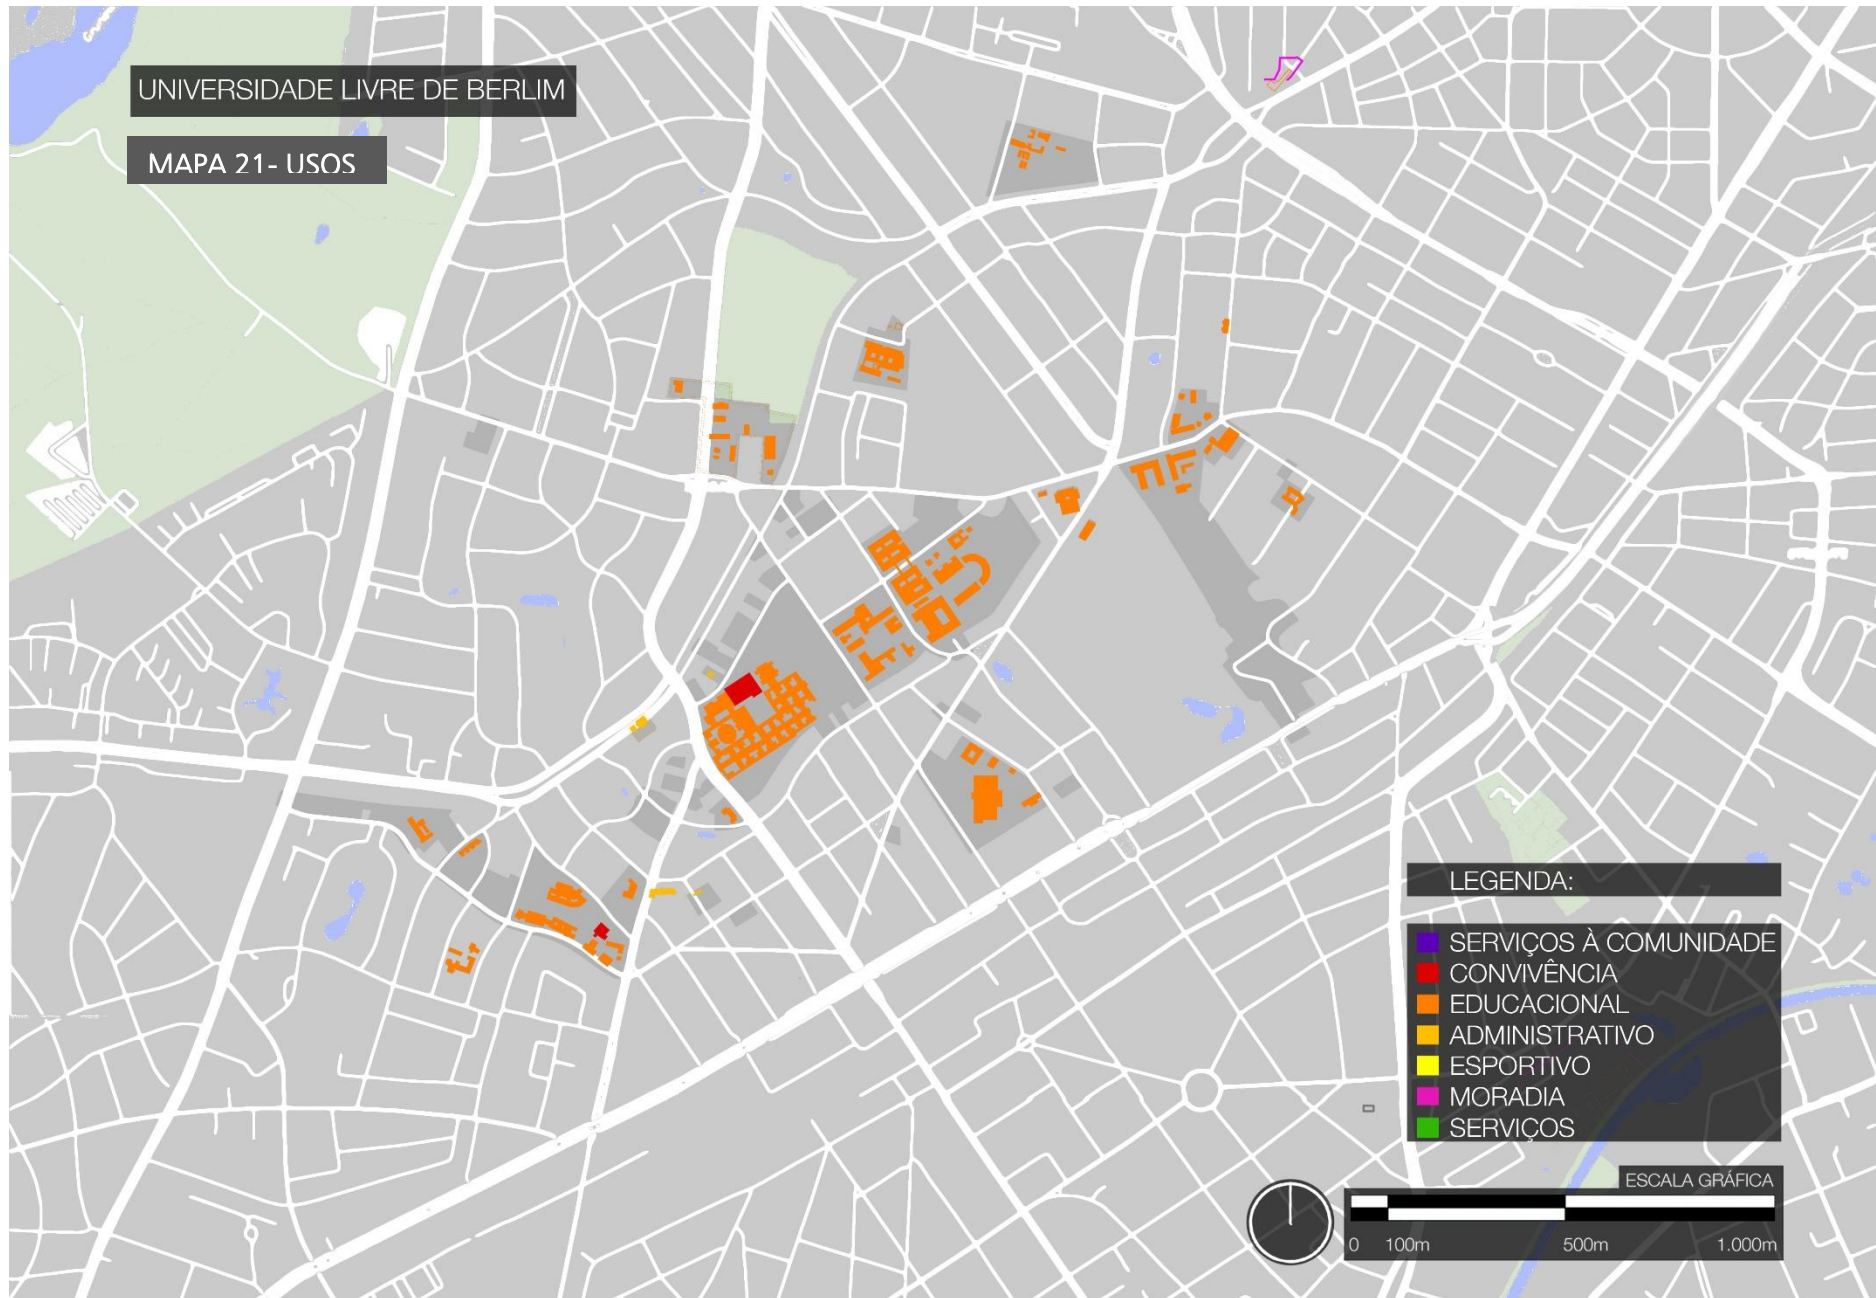 UNIVERSIDADE LIVRE DE BERLIM
MAPA 21- USOS
LEGENDA:
SERVIÇOS À COMUNIDADE
CONVIVÊNCIA
EDUCACIONAL
ADMINISTRATIVO
ESPORTIVO
MORADIA
SERVIÇOS
ESCALA GRÁFICA
0 100m 500m 1.000m